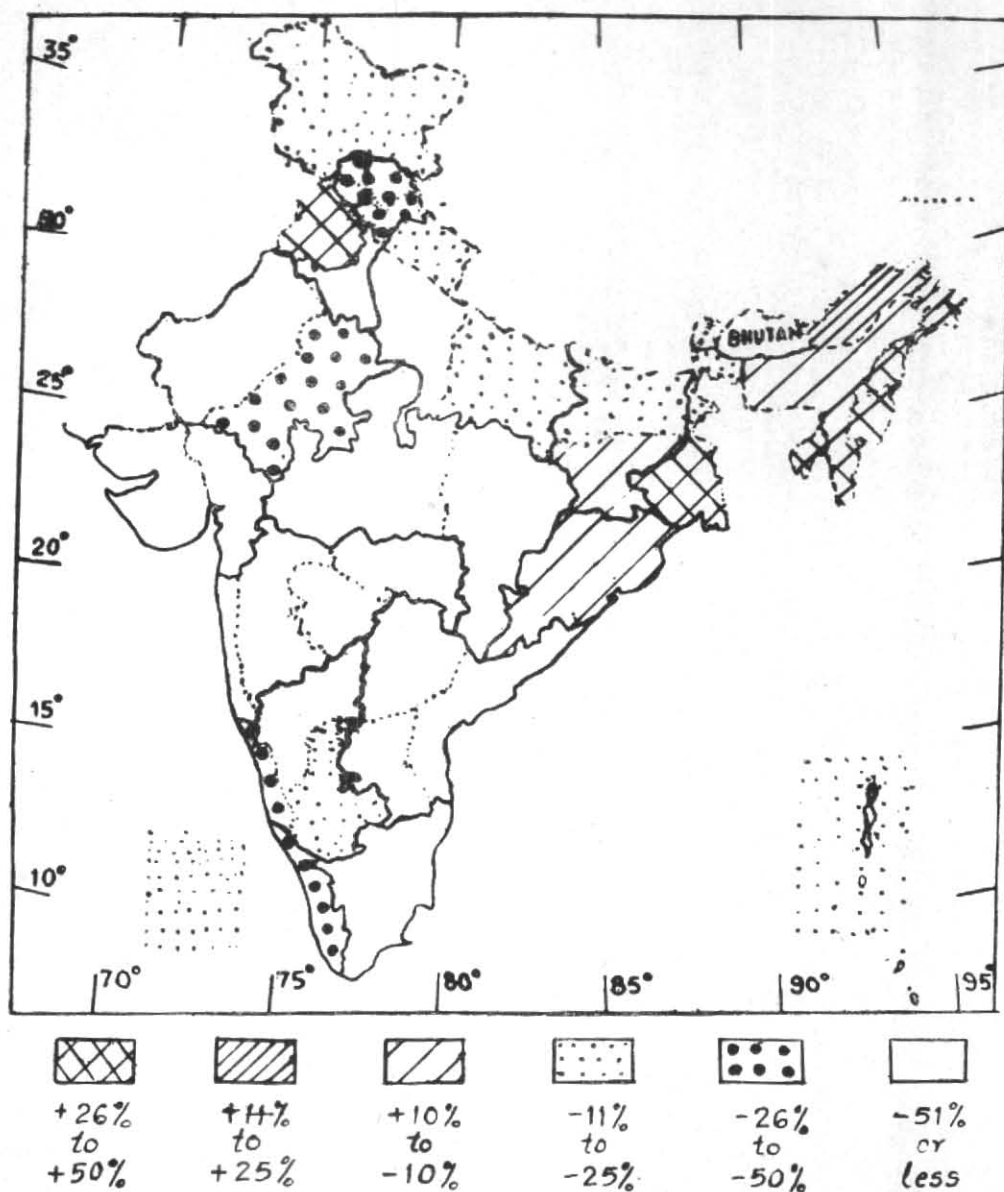 35°
30°
BHUTAN
25°
20°
15°
10°
70° 75° 80° 85° 90° 95°
+26% +11% +10% -11% -26% -51%
to to to to to or
+50% +25% -10% -25% -50% less